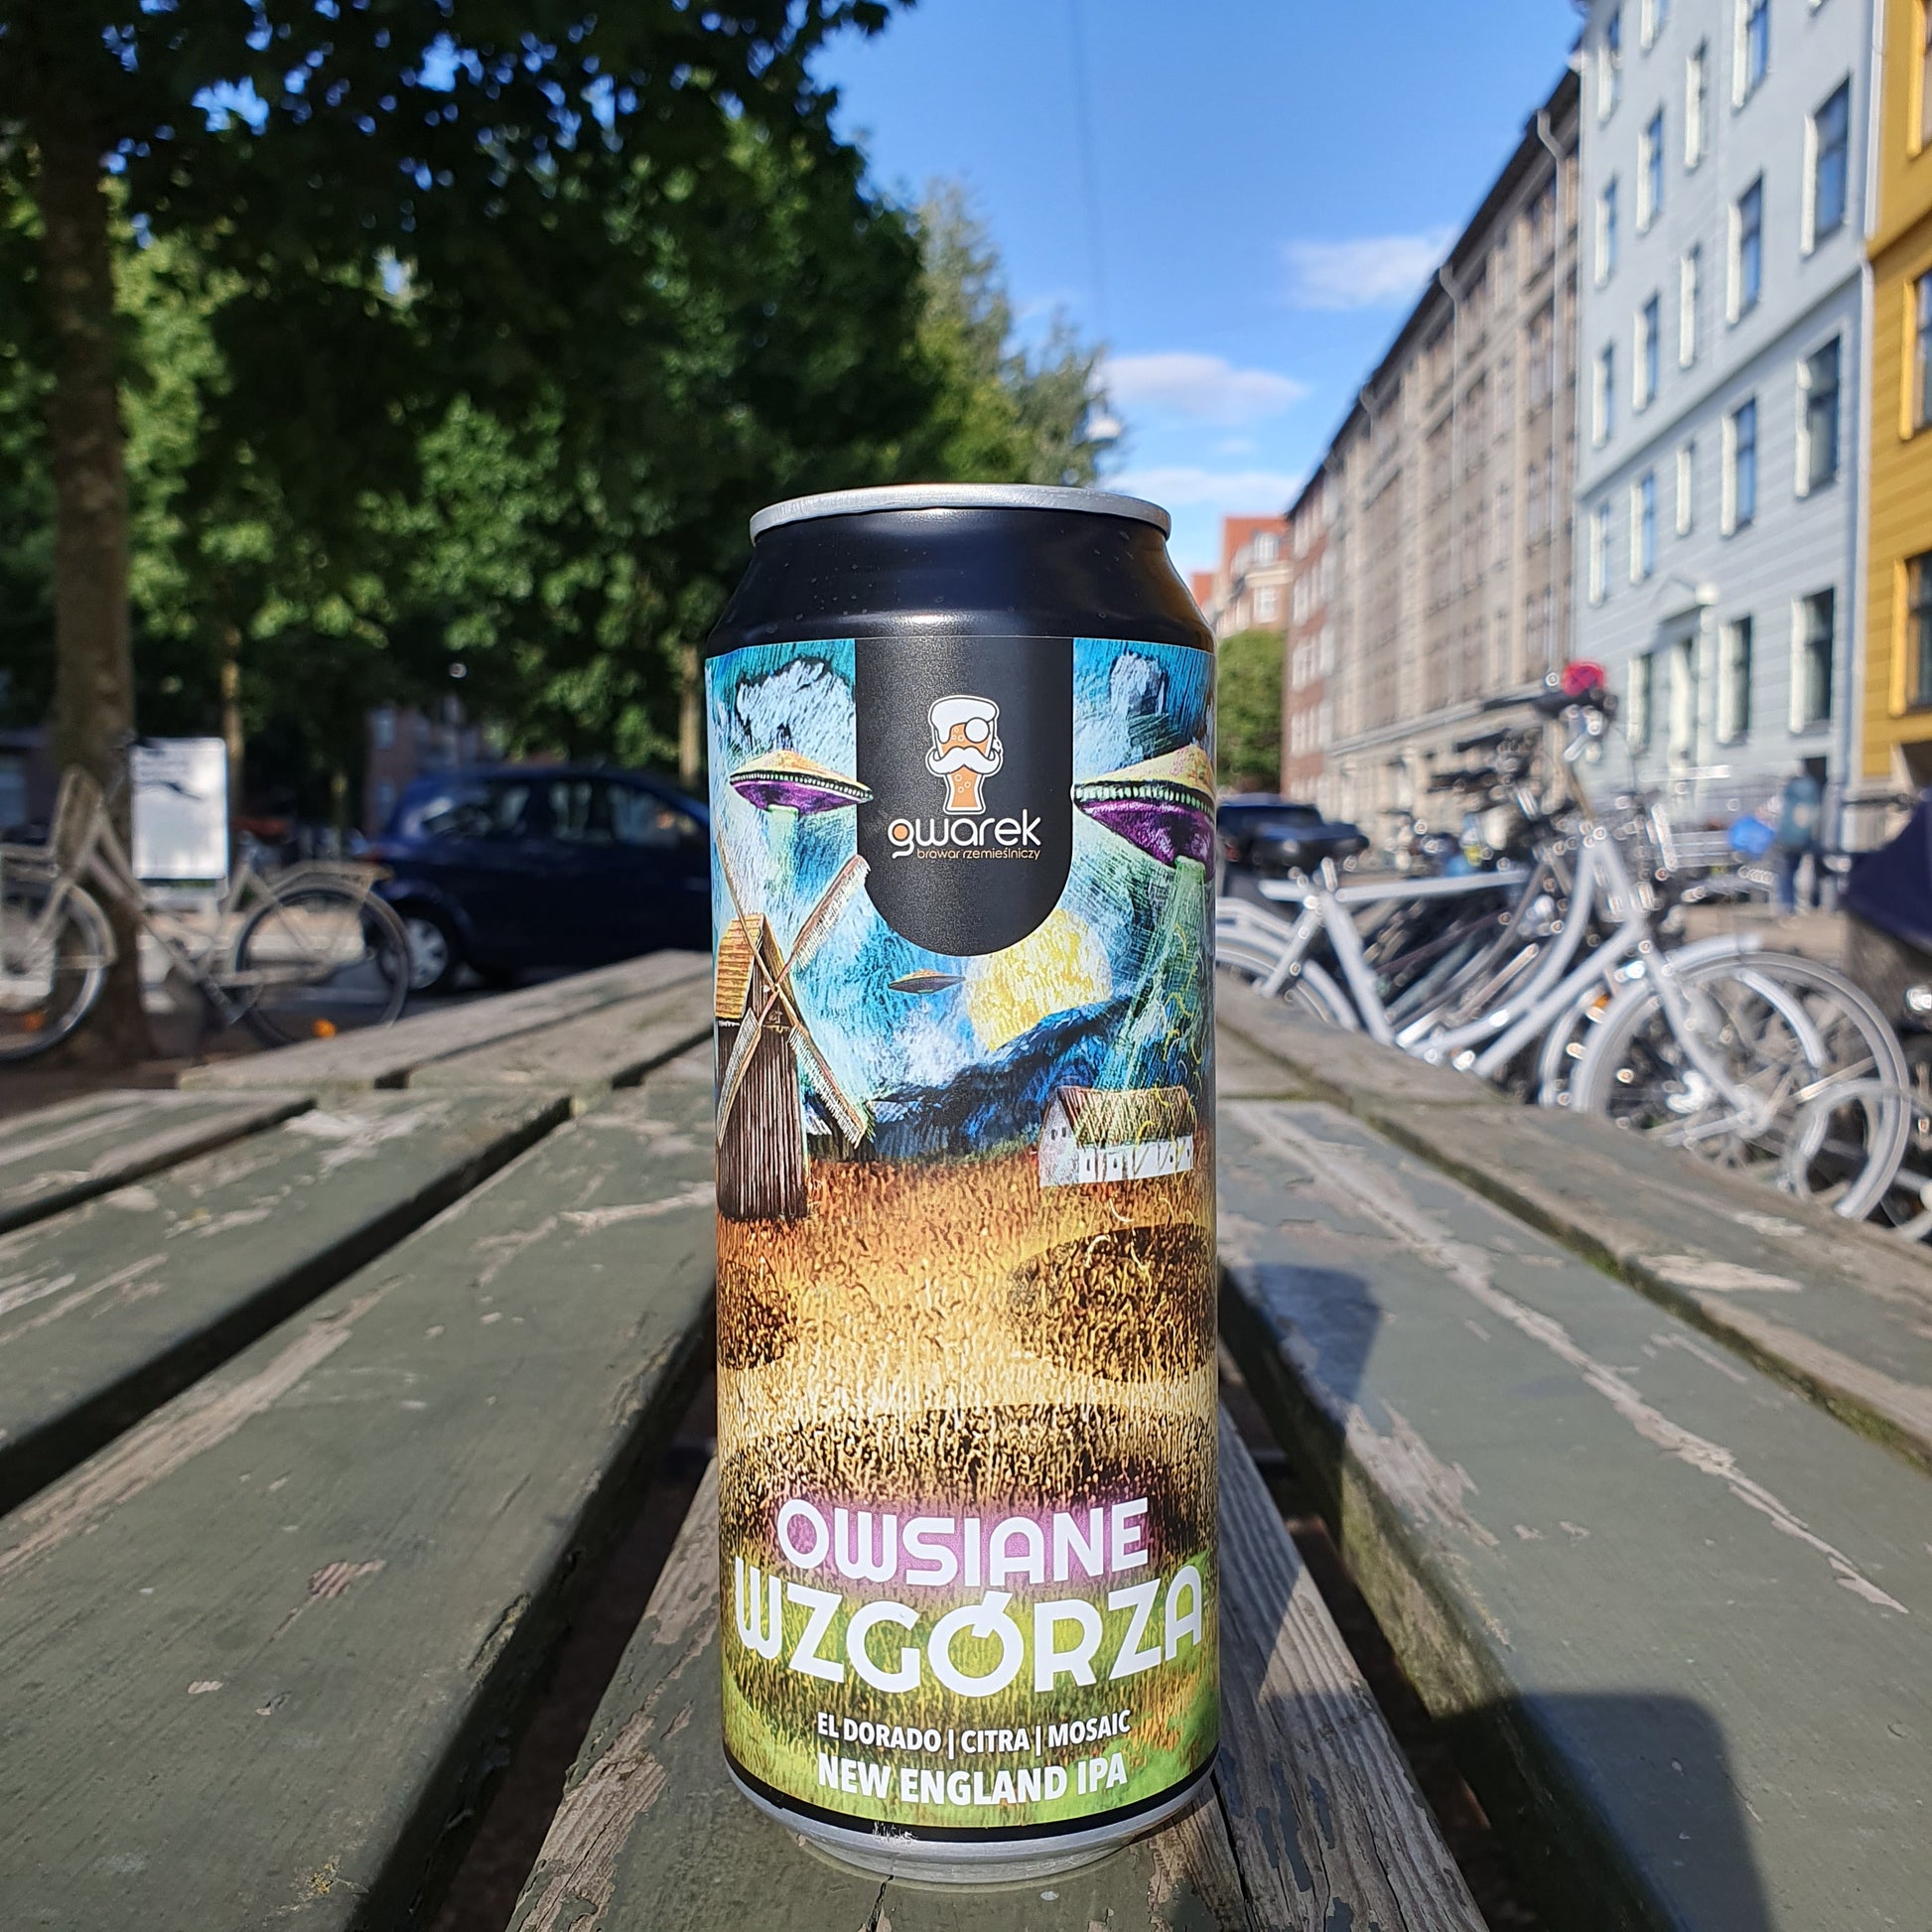 gwarek
browar rzemieślniczy
OWSIANE
WZGÓRZA
EL DORADO | CITRA | MOSAIC
NEW ENGLAND IPA